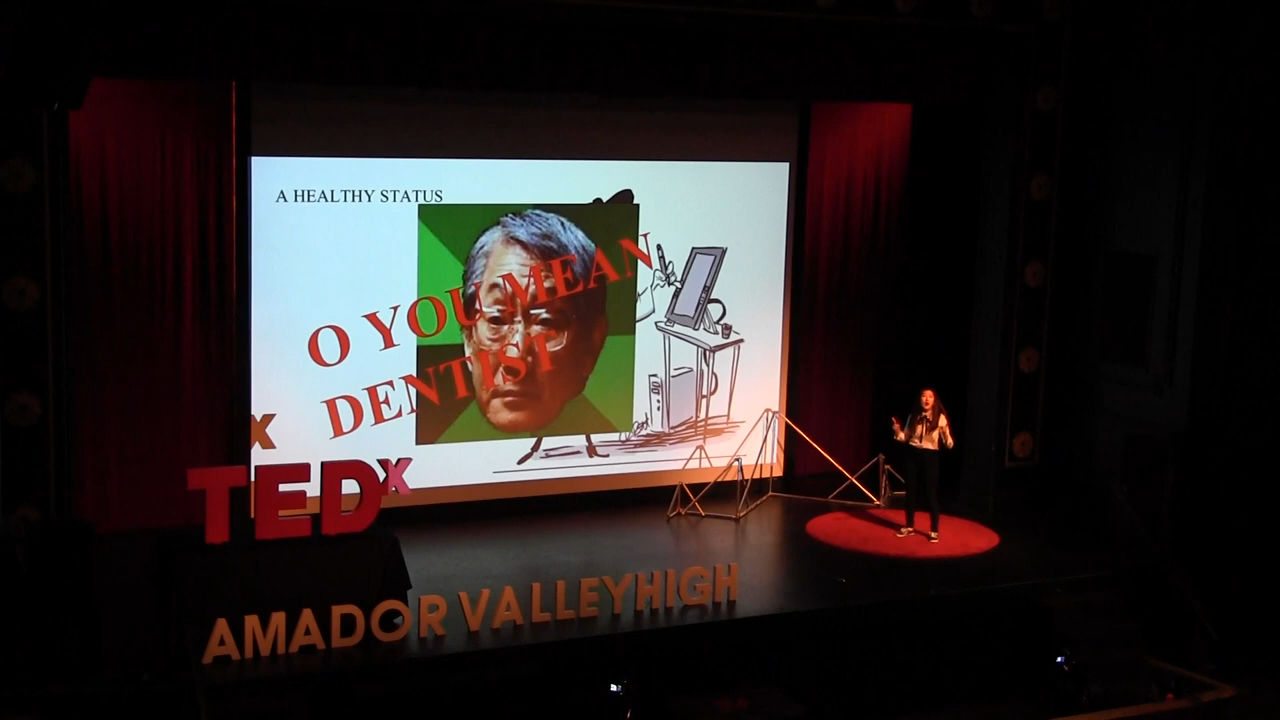 A HEALTHY STATUS
O YOU MEAN
DENTIST
X
TEDX
AMADOR VALLEYHIGH